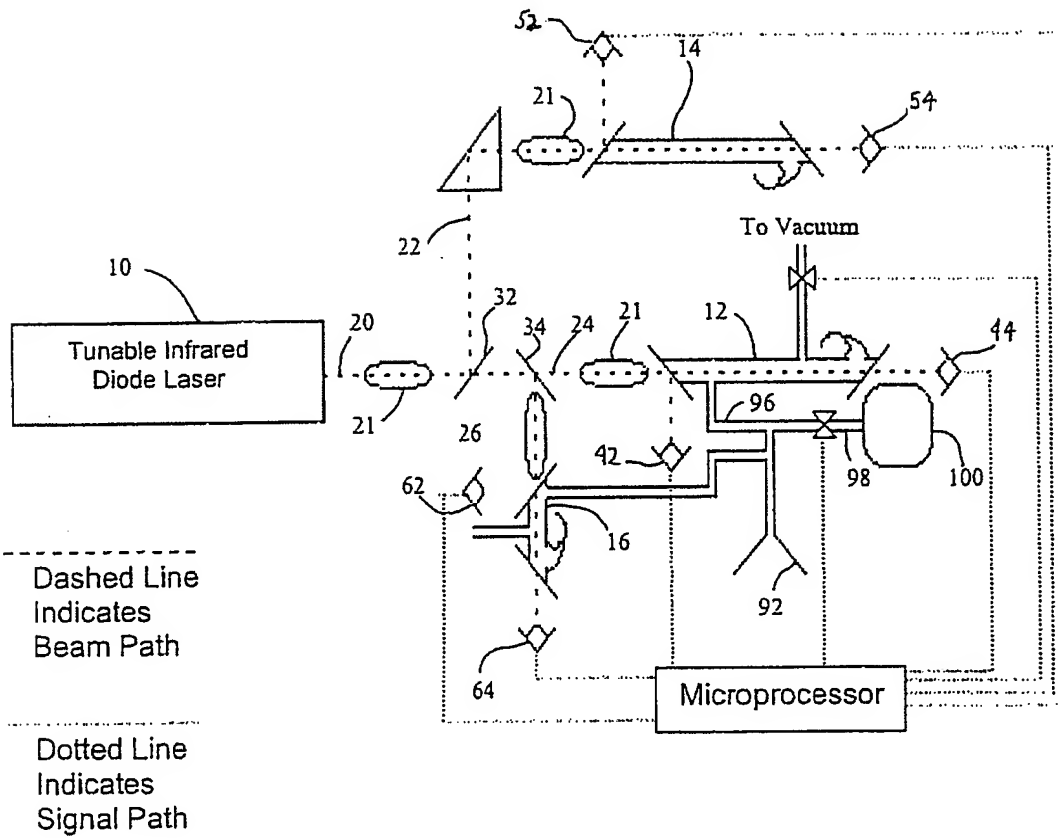 52
14
21
54
22
To Vacuum
10
32
34
24
21
12
44
Tunable Infrared
Diode Laser
20
21
26
96
42
98
100
62
16
92
64
Microprocessor
Dashed Line
Indicates
Beam Path
Dotted Line
Indicates
Signal Path